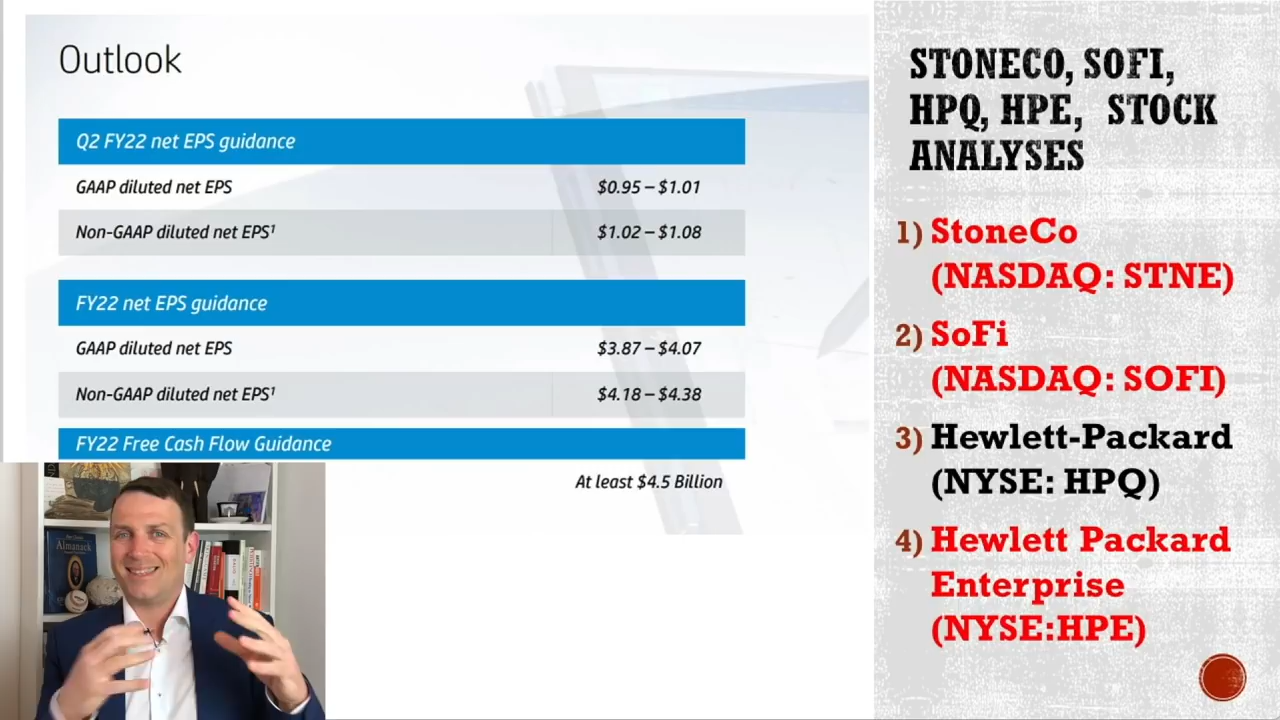 Outlook
Q2 FY22 net EPS guidance
GAAP diluted net EPS $0.95 – $1.01
Non-GAAP diluted net EPS¹ $1.02 – $1.08
FY22 net EPS guidance
GAAP diluted net EPS $3.87 – $4.07
Non-GAAP diluted net EPS¹ $4.18 – $4.38
FY22 Free Cash Flow Guidance
At least $4.5 Billion
Almanack
STONECO, SOFI,
HPQ, HPE, STOCK
ANALYSES
1) StoneCo
(NASDAQ: STNE)
2) SoFi
(NASDAQ: SOFI)
3) Hewlett-Packard
(NYSE: HPQ)
4) Hewlett Packard
Enterprise
(NYSE:HPE)